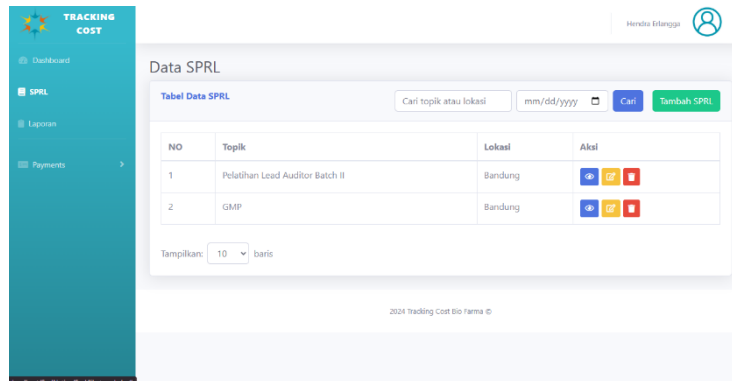 TRACKING
COST
Hendra Erlangga
Dashboard
SPRL
Laporan
Payments
Data SPRL
Tabel Data SPRL
Cari topik atau lokasi
mm/dd/yyyy
Cari
Tambah SPRL
NO Topik Lokasi Aksi
1 Pelatihan Lead Auditor Batch II Bandung
2 GMP Bandung
Tampilkan: 10 baris
2024 Tracking Cost Bio Farma ©